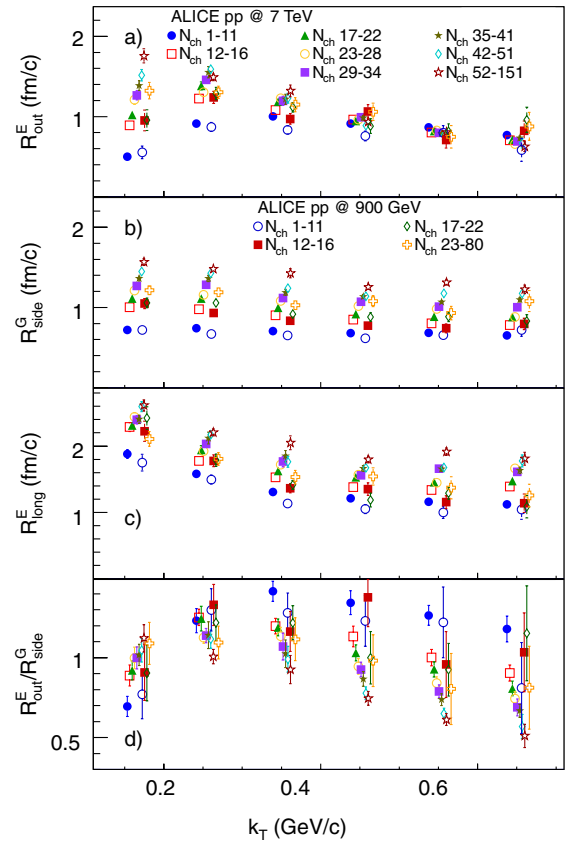 ALICE pp @ 7 TeV
a)
N_ch 1-11
N_ch 17-22
N_ch 35-41
N_ch 12-16
N_ch 23-28
N_ch 42-51
N_ch 29-34
N_ch 52-151
R^E_out (fm/c)
2
1
ALICE pp @ 900 GeV
b)
N_ch 1-11
N_ch 17-22
N_ch 12-16
N_ch 23-80
R^G_side (fm/c)
2
1
R^E_long (fm/c)
2
1
c)
R^E_out/R^G_side
1
0.5
d)
0.2
0.4
0.6
k_T (GeV/c)